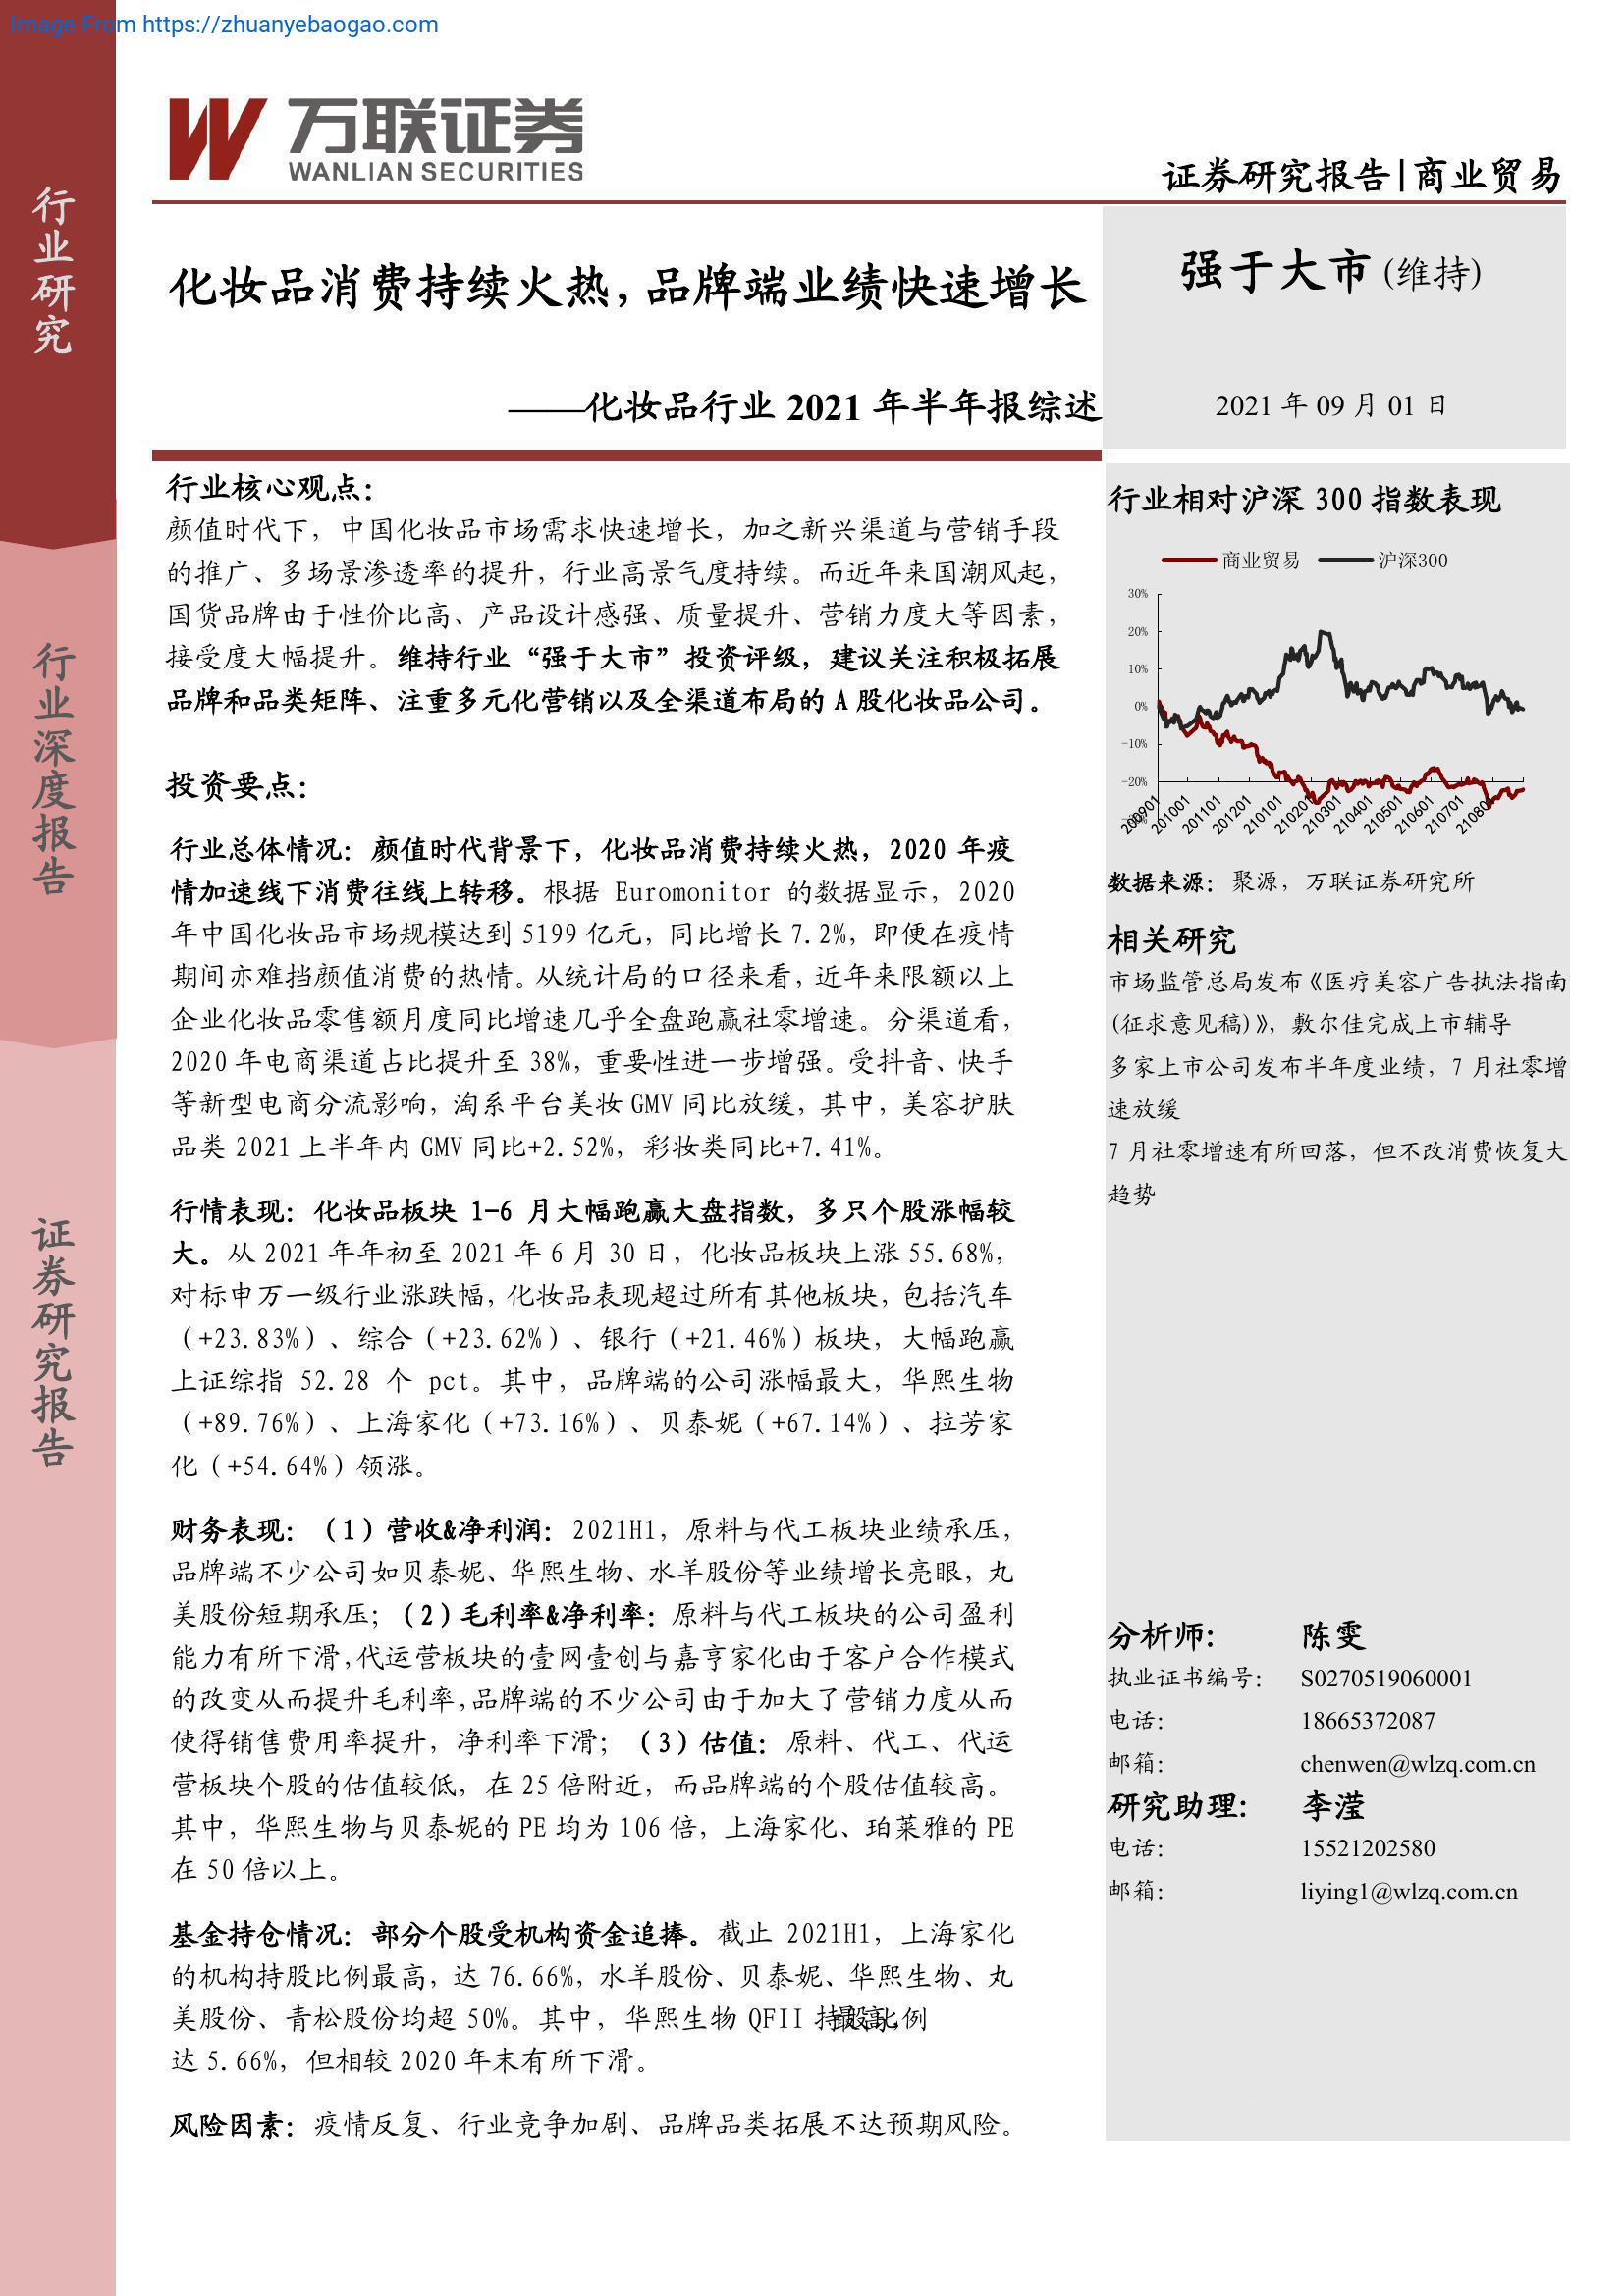 Image From https://zhuanyebaogao.com
万联证券
WANLIAN SECURITIES
证券研究报告|商业贸易
行业研究
行业深度报告
证券研究报告
化妆品消费持续火热，品牌端业绩快速增长
——化妆品行业 2021 年半年报综述
强于大市(维持)
2021 年 09 月 01 日
行业核心观点：
颜值时代下，中国化妆品市场需求快速增长，加之新兴渠道与营销手段
的推广、多场景渗透率的提升，行业高景气度持续。而近年来国潮风起，
国货品牌由于性价比高、产品设计感强、质量提升、营销力度大等因素，
接受度大幅提升。维持行业“强于大市”投资评级，建议关注积极拓展
品牌和品类矩阵、注重多元化营销以及全渠道布局的 A 股化妆品公司。
投资要点：
行业总体情况：颜值时代背景下，化妆品消费持续火热，2020 年疫
情加速线下消费往线上转移。根据 Euromonitor 的数据显示，2020
年中国化妆品市场规模达到 5199 亿元，同比增长 7.2%，即便在疫情
期间亦难挡颜值消费的热情。从统计局的口径来看，近年来限额以上
企业化妆品零售额月度同比增速几乎全盘跑赢社零增速。分渠道看，
2020 年电商渠道占比提升至 38%，重要性进一步增强。受抖音、快手
等新型电商分流影响，淘系平台美妆 GMV 同比放缓，其中，美容护肤
品类 2021 上半年内 GMV 同比+2.52%，彩妆类同比+7.41%。
行情表现：化妆品板块 1-6 月大幅跑赢大盘指数，多只个股涨幅较
大。从 2021 年年初至 2021 年 6 月 30 日，化妆品板块上涨 55.68%，
对标申万一级行业涨跌幅，化妆品表现超过所有其他板块，包括汽车
（+23.83%）、综合（+23.62%）、银行（+21.46%）板块，大幅跑赢
上证综指 52.28 个 pct。其中，品牌端的公司涨幅最大，华熙生物
（+89.76%）、上海家化（+73.16%）、贝泰妮（+67.14%）、拉芳家
化（+54.64%）领涨。
财务表现：（1）营收&净利润：2021H1，原料与代工板块业绩承压，
品牌端不少公司如贝泰妮、华熙生物、水羊股份等业绩增长亮眼，丸
美股份短期承压；（2）毛利率&净利率：原料与代工板块的公司盈利
能力有所下滑，代运营板块的壹网壹创与嘉亨家化由于客户合作模式
的改变从而提升毛利率，品牌端的不少公司由于加大了营销力度从而
使得销售费用率提升，净利率下滑；（3）估值：原料、代工、代运
营板块个股的估值较低，在 25 倍附近，而品牌端的个股估值较高。
其中，华熙生物与贝泰妮的 PE 均为 106 倍，上海家化、珀莱雅的 PE
在 50 倍以上。
基金持仓情况：部分个股受机构资金追捧。截止 2021H1，上海家化
的机构持股比例最高，达 76.66%，水羊股份、贝泰妮、华熙生物、丸
美股份、青松股份均超 50%。其中，华熙生物 QFII 持股比例最高，
达 5.66%，但相较 2020 年末有所下滑。
风险因素：疫情反复、行业竞争加剧、品牌品类拓展不达预期风险。
行业相对沪深 300 指数表现
商业贸易 沪深300
30%
20%
10%
0%
-10%
-20%
200901 201001 201101 201201 210101 210201 210301 210401 210501 210601 210701 210801
数据来源：聚源，万联证券研究所
相关研究
市场监管总局发布《医疗美容广告执法指南
(征求意见稿)》，敷尔佳完成上市辅导
多家上市公司发布半年度业绩，7 月社零增
速放缓
7 月社零增速有所回落，但不改消费恢复大
趋势
分析师： 陈雯
执业证书编号： S0270519060001
电话： 18665372087
邮箱： chenwen@wlzq.com.cn
研究助理： 李滢
电话： 15521202580
邮箱： liying1@wlzq.com.cn